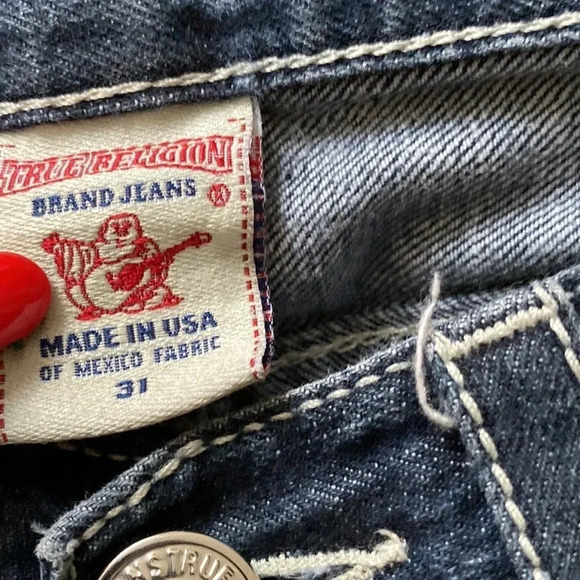 TRUE RELIGION
BRAND JEANS ®
MADE IN USA
OF MEXICO FABRIC
31